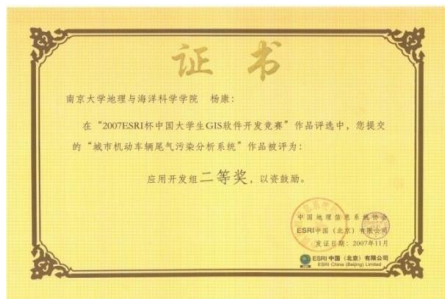 证书
南京大学地理与海洋科学学院 杨康：
在“2007ESRI杯中国大学生GIS软件开发竞赛”作品评选中，您提交
的“城市机动车辆尾气污染分析系统”作品被评为：
应用开发组二等奖，以资鼓励。
中国地理信息系统协会
ESRI中国（北京）有限公司
发证日期：2007年11月
ESRI 中国（北京）有限公司
ESRI China (Beijing) Limited